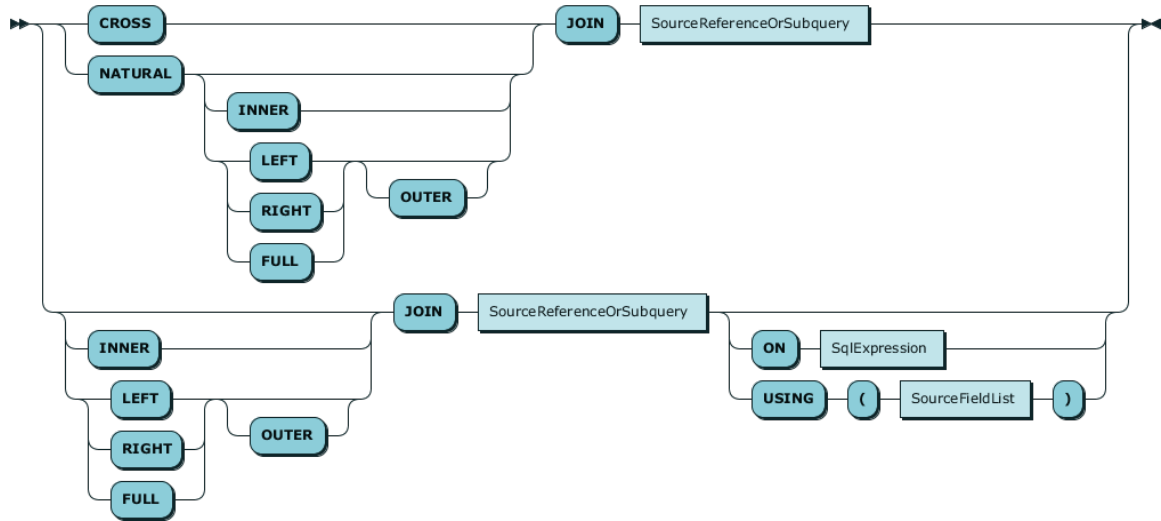 CROSS JOIN SourceReferenceOrSubquery
NATURAL
INNER
LEFT
OUTER
RIGHT
FULL
JOIN SourceReferenceOrSubquery
INNER ON SqlExpression
LEFT USING ( SourceFieldList )
OUTER
RIGHT
FULL